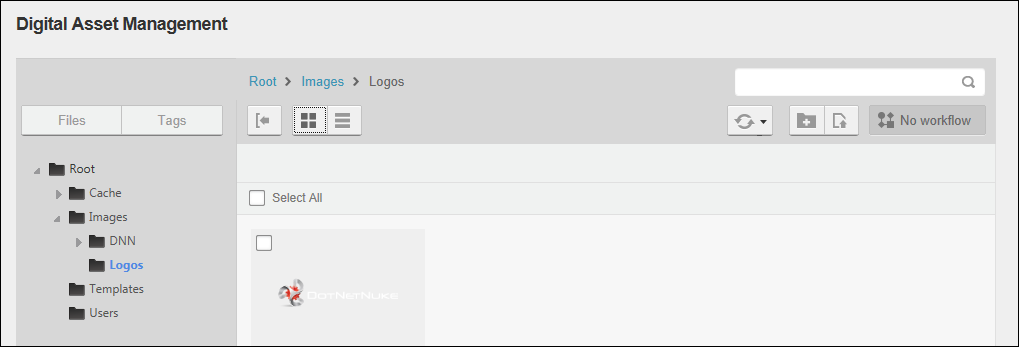 Digital Asset Management
Root > Images > Logos
Files Tags
No workflow
Root
Cache
Images
DNN
Logos
Templates
Users
Select All
DotNetNuke